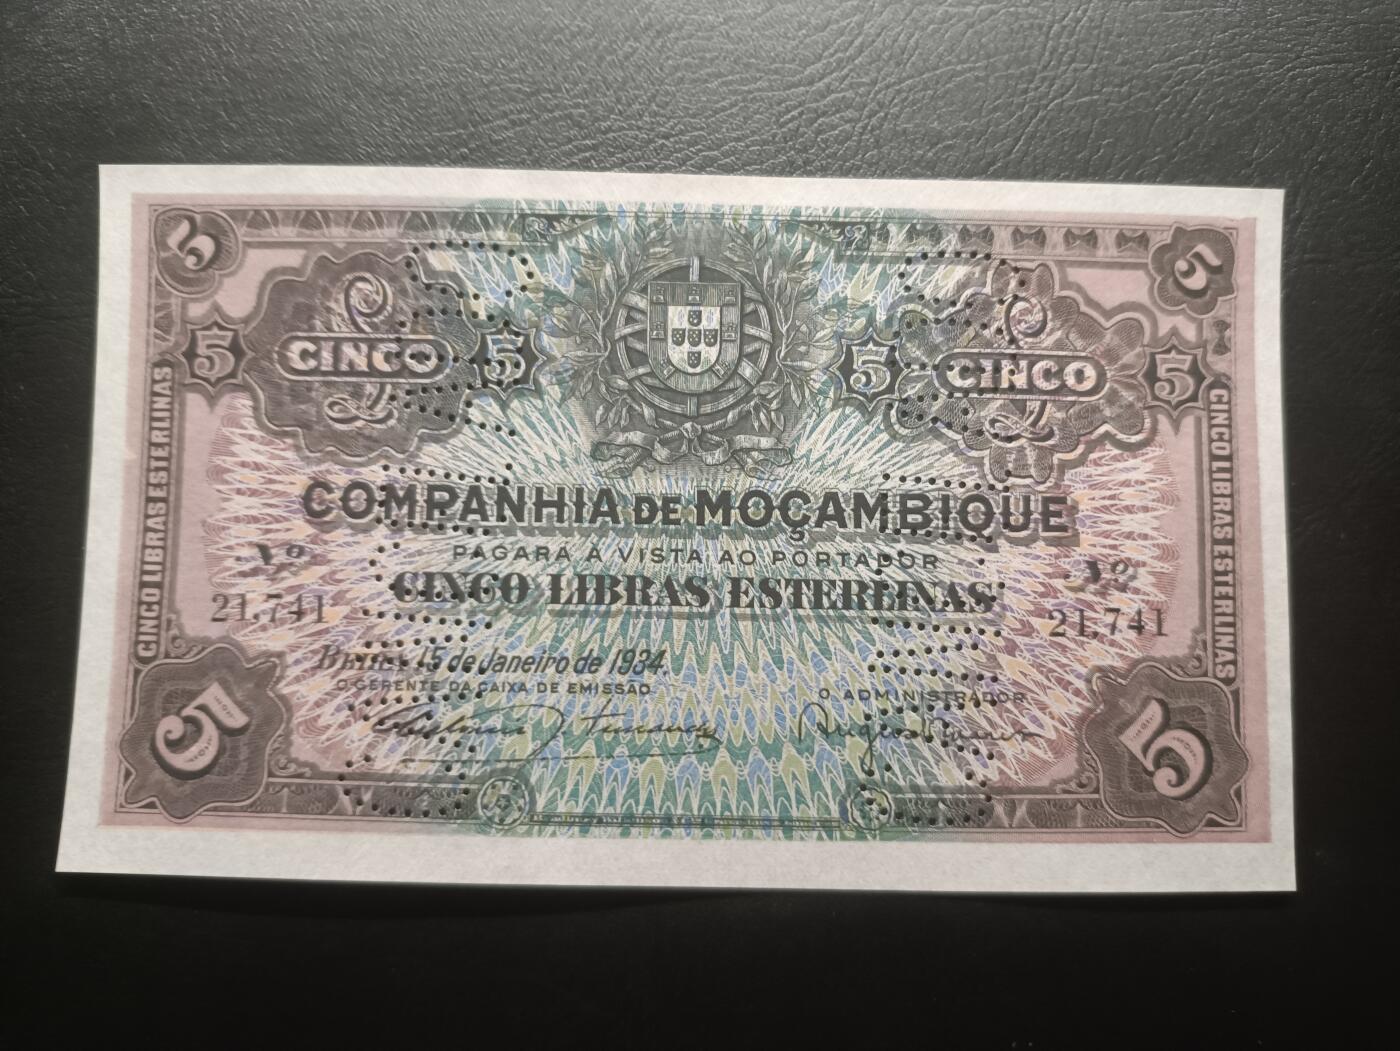 5 5
CINCO CINCO
5 5 5 5
CINCO LIBRAS ESTERLINAS
CINCO LIBRAS ESTERLINAS
COMPANHIA DE MOÇAMBIQUE
PAGARÁ Á VISTA AO PORTADOR
CINCO LIBRAS ESTERLINAS
Nº Nº
21,741 21,741
BEIRA, 15 de Janeiro de 1934.
O GERENTE DA CAIXA DE EMISSÃO O ADMINISTRADOR
5 5